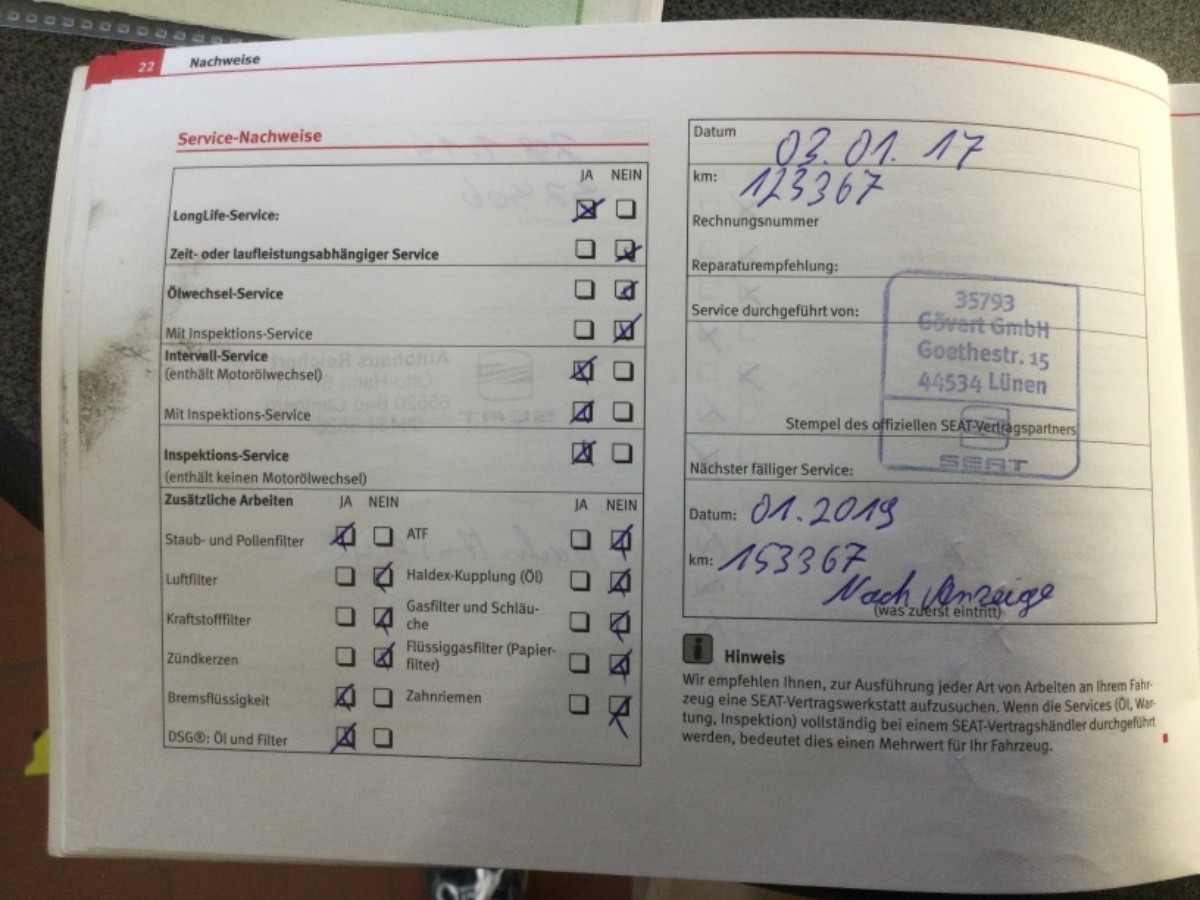 22 Nachweise
Service-Nachweise
JA NEIN
LongLife-Service:
Zeit- oder laufleistungsabhängiger Service
Ölwechsel-Service
Mit Inspektions-Service
Intervall-Service
(enthält Motorölwechsel)
Mit Inspektions-Service
Inspektions-Service
(enthält keinen Motorölwechsel)
Zusätzliche Arbeiten JA NEIN JA NEIN
Staub- und Pollenfilter ATF
Luftfilter Haldex-Kupplung (Öl)
Kraftstofffilter Gasfilter und Schläu-
che
Zündkerzen Flüssiggasfilter (Papier-
filter)
Bremsflüssigkeit Zahnriemen
DSG®: Öl und Filter
Datum 03.01.17
km: 123367
Rechnungsnummer
Reparaturempfehlung:
Service durchgeführt von:
35793
Gövert GmbH
Goethestr. 15
44534 Lünen
Stempel des offiziellen SEAT-Vertragspartners
SEAT
Nächster fälliger Service:
Datum: 01.2019
km: 153367
Nach Anzeige
(was zuerst eintritt)
Hinweis
Wir empfehlen Ihnen, zur Ausführung jeder Art von Arbeiten an Ihrem Fahr-
zeug eine SEAT-Vertragswerkstatt aufzusuchen. Wenn die Services (Öl, War-
tung, Inspektion) vollständig bei einem SEAT-Vertragshändler durchgeführt
werden, bedeutet dies einen Mehrwert für Ihr Fahrzeug.